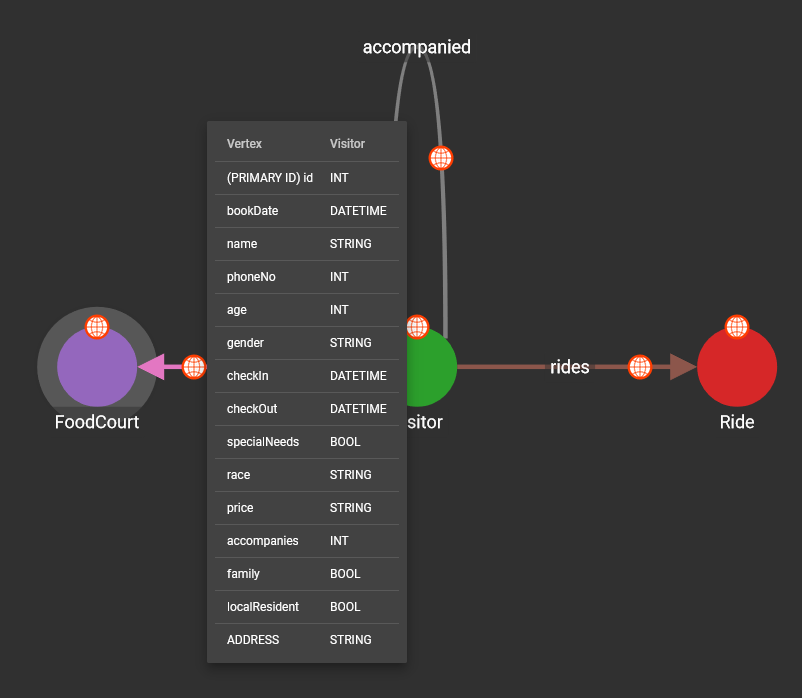 accompanied
Vertex Visitor
(PRIMARY ID) id INT
bookDate DATETIME
name STRING
phoneNo INT
age INT
gender STRING
checkIn DATETIME
checkOut DATETIME
specialNeeds BOOL
race STRING
price STRING
accompanies INT
family BOOL
localResident BOOL
ADDRESS STRING
rides
FoodCourt
sitor
Ride